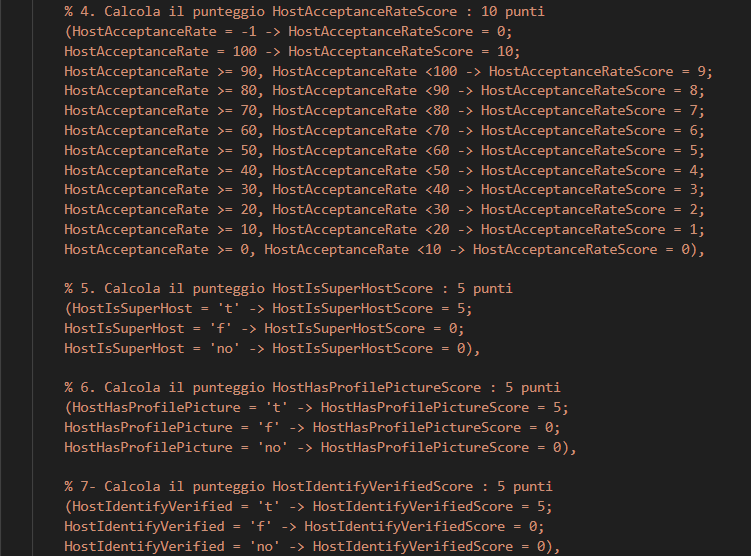 % 4. Calcola il punteggio HostAcceptanceRateScore : 10 punti
(HostAcceptanceRate = -1 -> HostAcceptanceRateScore = 0;
HostAcceptanceRate = 100 -> HostAcceptanceRateScore = 10;
HostAcceptanceRate >= 90, HostAcceptanceRate <100 -> HostAcceptanceRateScore = 9;
HostAcceptanceRate >= 80, HostAcceptanceRate <90 -> HostAcceptanceRateScore = 8;
HostAcceptanceRate >= 70, HostAcceptanceRate <80 -> HostAcceptanceRateScore = 7;
HostAcceptanceRate >= 60, HostAcceptanceRate <70 -> HostAcceptanceRateScore = 6;
HostAcceptanceRate >= 50, HostAcceptanceRate <60 -> HostAcceptanceRateScore = 5;
HostAcceptanceRate >= 40, HostAcceptanceRate <50 -> HostAcceptanceRateScore = 4;
HostAcceptanceRate >= 30, HostAcceptanceRate <40 -> HostAcceptanceRateScore = 3;
HostAcceptanceRate >= 20, HostAcceptanceRate <30 -> HostAcceptanceRateScore = 2;
HostAcceptanceRate >= 10, HostAcceptanceRate <20 -> HostAcceptanceRateScore = 1;
HostAcceptanceRate >= 0, HostAcceptanceRate <10 -> HostAcceptanceRateScore = 0),
% 5. Calcola il punteggio HostIsSuperHostScore : 5 punti
(HostIsSuperHost = 't' -> HostIsSuperHostScore = 5;
HostIsSuperHost = 'f' -> HostIsSuperHostScore = 0;
HostIsSuperHost = 'no' -> HostIsSuperHostScore = 0),
% 6. Calcola il punteggio HostHasProfilePictureScore : 5 punti
(HostHasProfilePicture = 't' -> HostHasProfilePictureScore = 5;
HostHasProfilePicture = 'f' -> HostHasProfilePictureScore = 0;
HostHasProfilePicture = 'no' -> HostHasProfilePictureScore = 0),
% 7- Calcola il punteggio HostIdentifyVerifiedScore : 5 punti
(HostIdentifyVerified = 't' -> HostIdentifyVerifiedScore = 5;
HostIdentifyVerified = 'f' -> HostIdentifyVerifiedScore = 0;
HostIdentifyVerified = 'no' -> HostIdentifyVerifiedScore = 0),